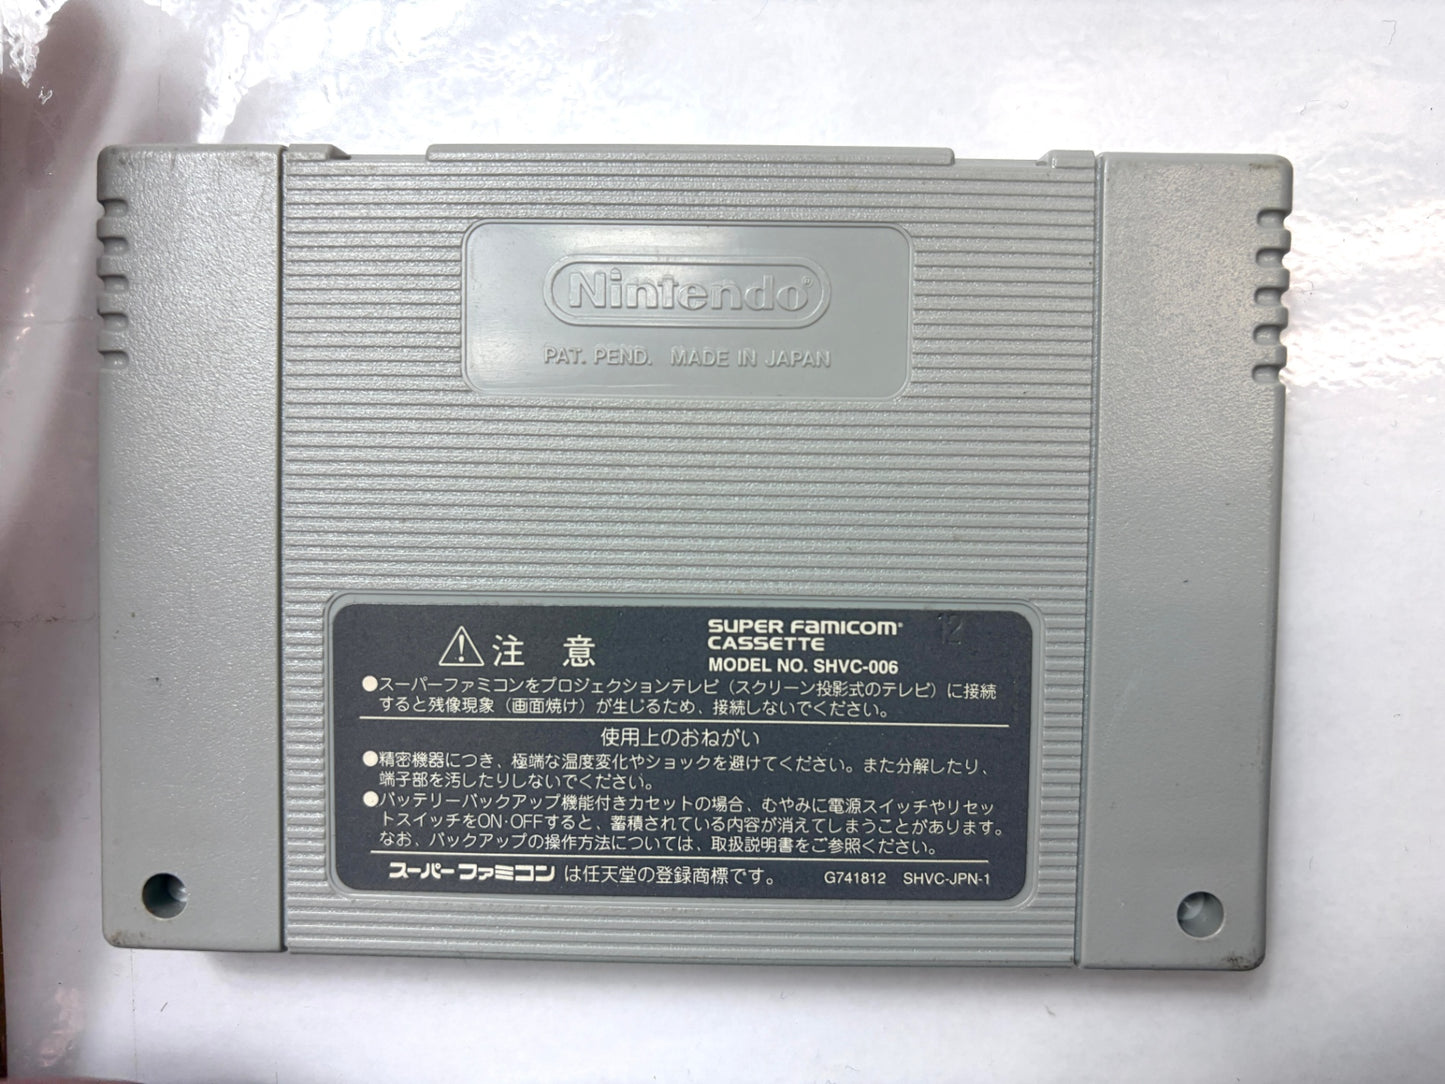 Nintendo®
PAT. PEND. MADE IN JAPAN
SUPER FAMICOM® 12
注 意 CASSETTE
MODEL NO. SHVC-006
●スーパーファミコンをプロジェクションテレビ（スクリーン投影式のテレビ）に接続
すると残像現象（画面焼け）が生じるため、接続しないでください。
使用上のおねがい
●精密機器につき、極端な温度変化やショックを避けてください。また分解したり、
端子部を汚したりしないでください。
●バッテリーバックアップ機能付きカセットの場合、むやみに電源スイッチやリセッ
トスイッチをON·OFFすると、蓄積されている内容が消えてしまうことがあります。
なお、バックアップの操作方法については、取扱説明書をご参照ください。
スーパーファミコン は任天堂の登録商標です。 G741812 SHVC-JPN-1